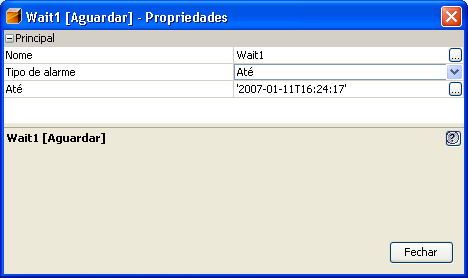 Wait1 [Aguardar] - Propriedades
Principal
Nome Wait1 ...
Tipo de alarme Até
Até '2007-01-11T16:24:17' ...
Wait1 [Aguardar] ?
Fechar